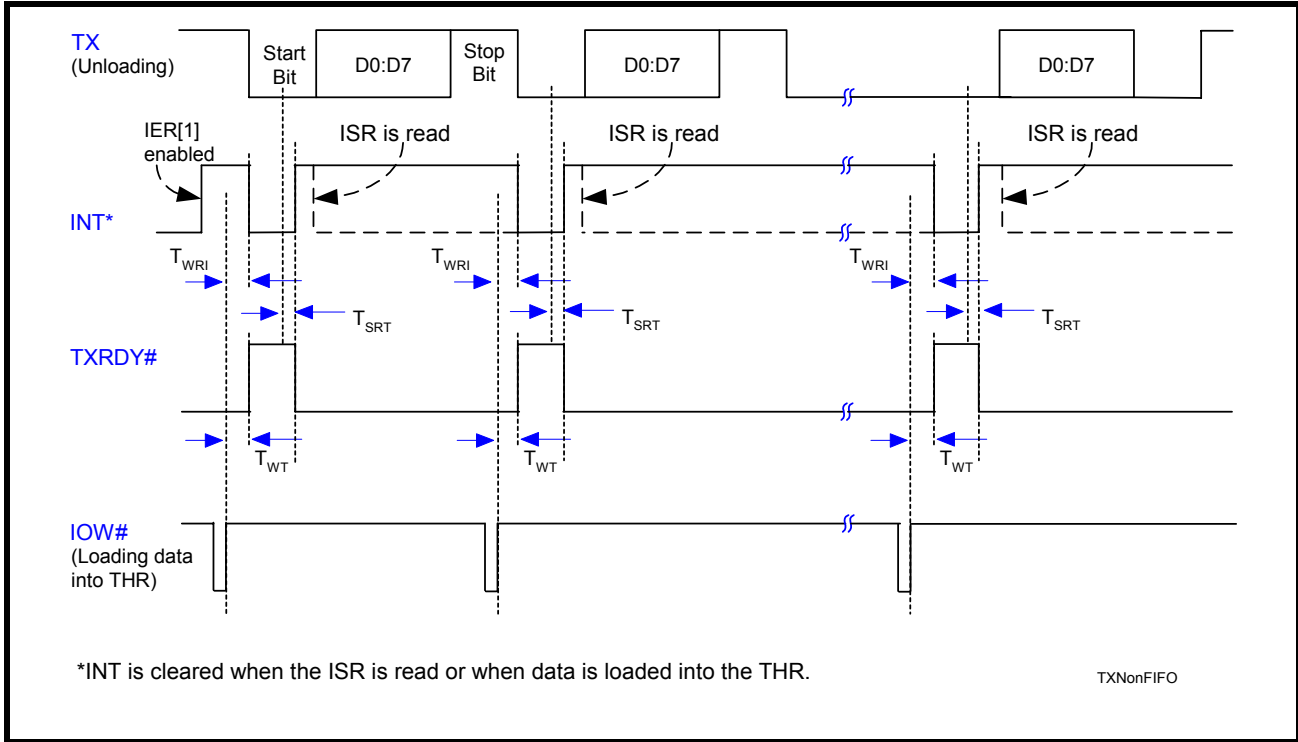 TX
(Unloading)
Start
Bit
D0:D7
Stop
Bit
D0:D7
D0:D7
IER[1]
enabled
ISR is read
ISR is read
ISR is read
INT*
TWRI
TWRI
TWRI
TSRT
TSRT
TSRT
TXRDY#
TWT
TWT
TWT
IOW#
(Loading data
into THR)
*INT is cleared when the ISR is read or when data is loaded into the THR.
TXNonFIFO